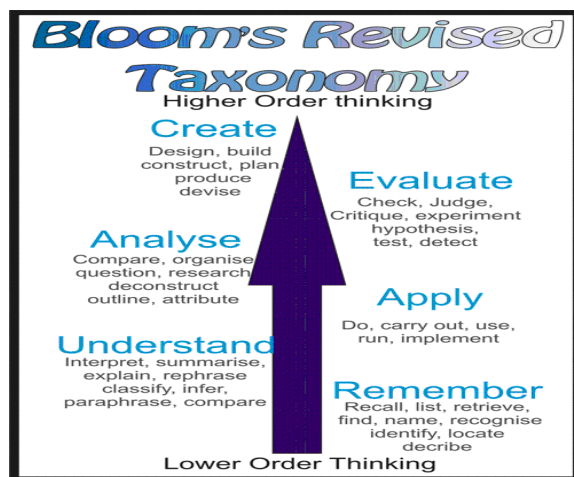 Bloom's Revised
Taxonomy
Higher Order thinking
Create
Design, build
construct, plan
produce
devise
Evaluate
Check, Judge,
Critique, experiment
hypothesis,
test, detect
Analyse
Compare, organise
question, research
deconstruct
outline, attribute
Apply
Do, carry out, use,
run, implement
Understand
Interpret, summarise,
explain, rephrase
classify, infer,
paraphrase, compare
Remember
Recall, list, retrieve,
find, name, recognise
identify, locate
decribe
Lower Order Thinking